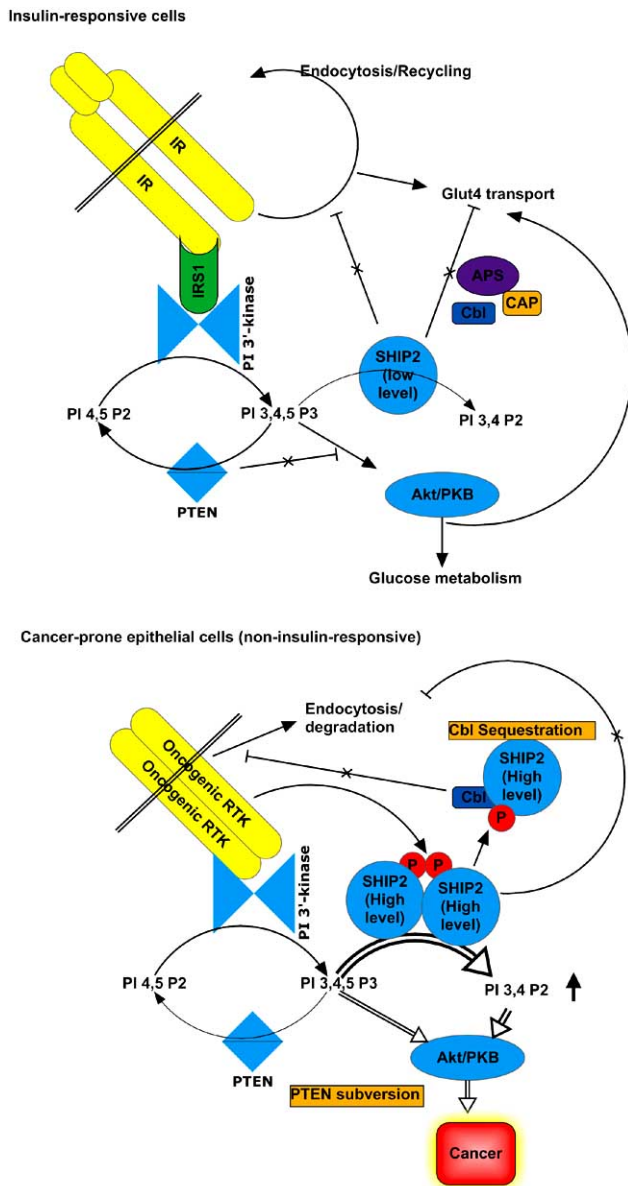 Insulin-responsive cells
Endocytosis/Recycling
IR
IR
Glut4 transport
IRS1
APS
CAP
Cbl
PI 3'-kinase
SHIP2
(low
level)
PI 4,5 P2
PI 3,4,5 P3
PI 3,4 P2
PTEN
Akt/PKB
Glucose metabolism
Cancer-prone epithelial cells (non-insulin-responsive)
Endocytosis/
degradation
Cbl Sequestration
Oncogenic RTK
Oncogenic RTK
SHIP2
(High
level)
Cbl
P
PI 3'-kinase
P
P
SHIP2
(High
level)
SHIP2
(High
level)
PI 4,5 P2
PI 3,4,5 P3
PI 3,4 P2
PTEN
Akt/PKB
PTEN subversion
Cancer